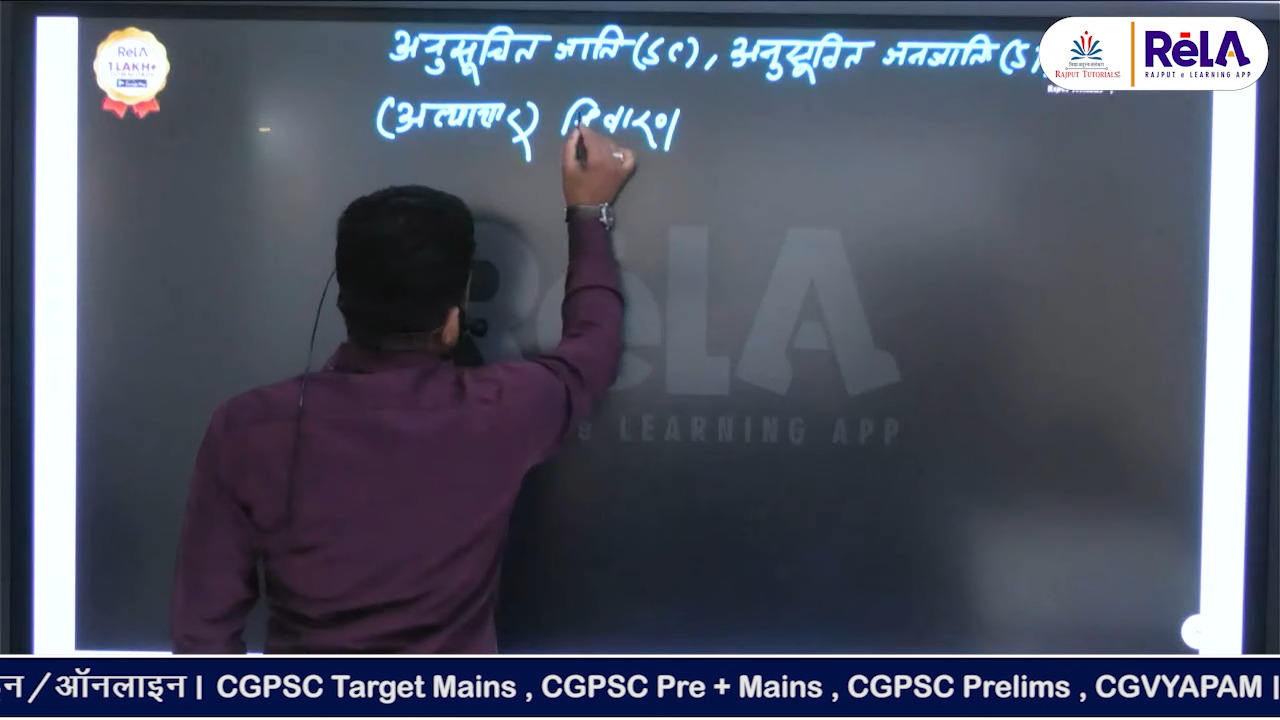 अनुसूचित जाति (SC), अनुसूचित जनजाति (S
(अत्याचार) निवारण
ReLA
1 LAKH+
RAJPUT TUTORIALS
ReLA
RAJPUT e LEARNING APP
ReLA
e LEARNING APP
इन / ऑनलाइन | CGPSC Target Mains , CGPSC Pre + Mains , CGPSC Prelims , CGVYAPAM |